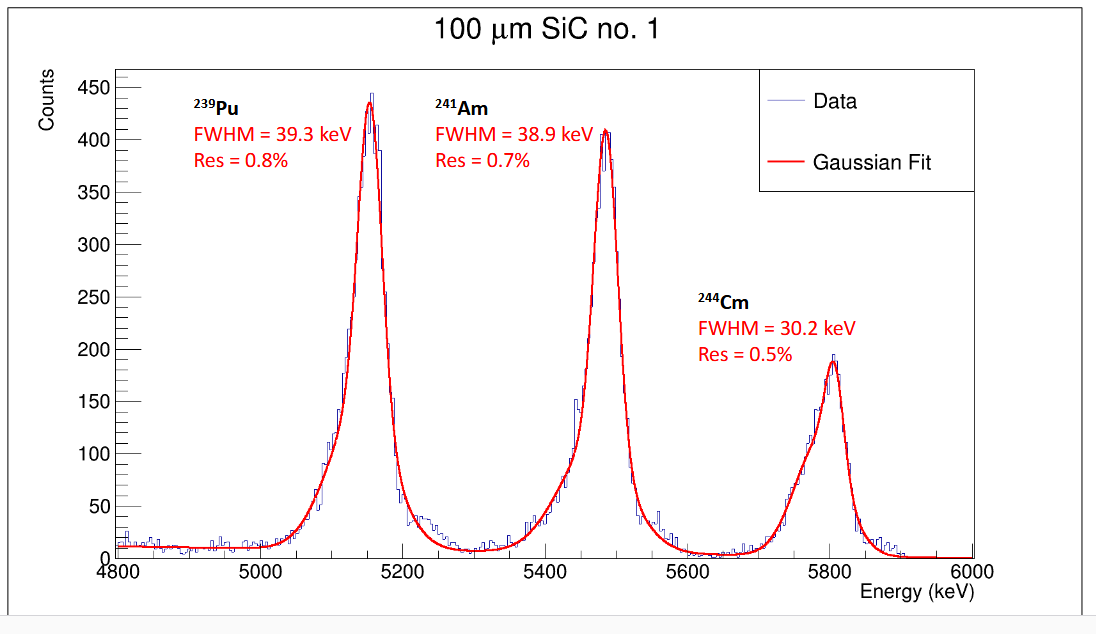 100 μm SiC no. 1
Counts
450
400
350
300
250
200
150
100
50
0
²³⁹Pu
FWHM = 39.3 keV
Res = 0.8%
²⁴¹Am
FWHM = 38.9 keV
Res = 0.7%
Data
Gaussian Fit
²⁴⁴Cm
FWHM = 30.2 keV
Res = 0.5%
4800 5000 5200 5400 5600 5800 6000
Energy (keV)